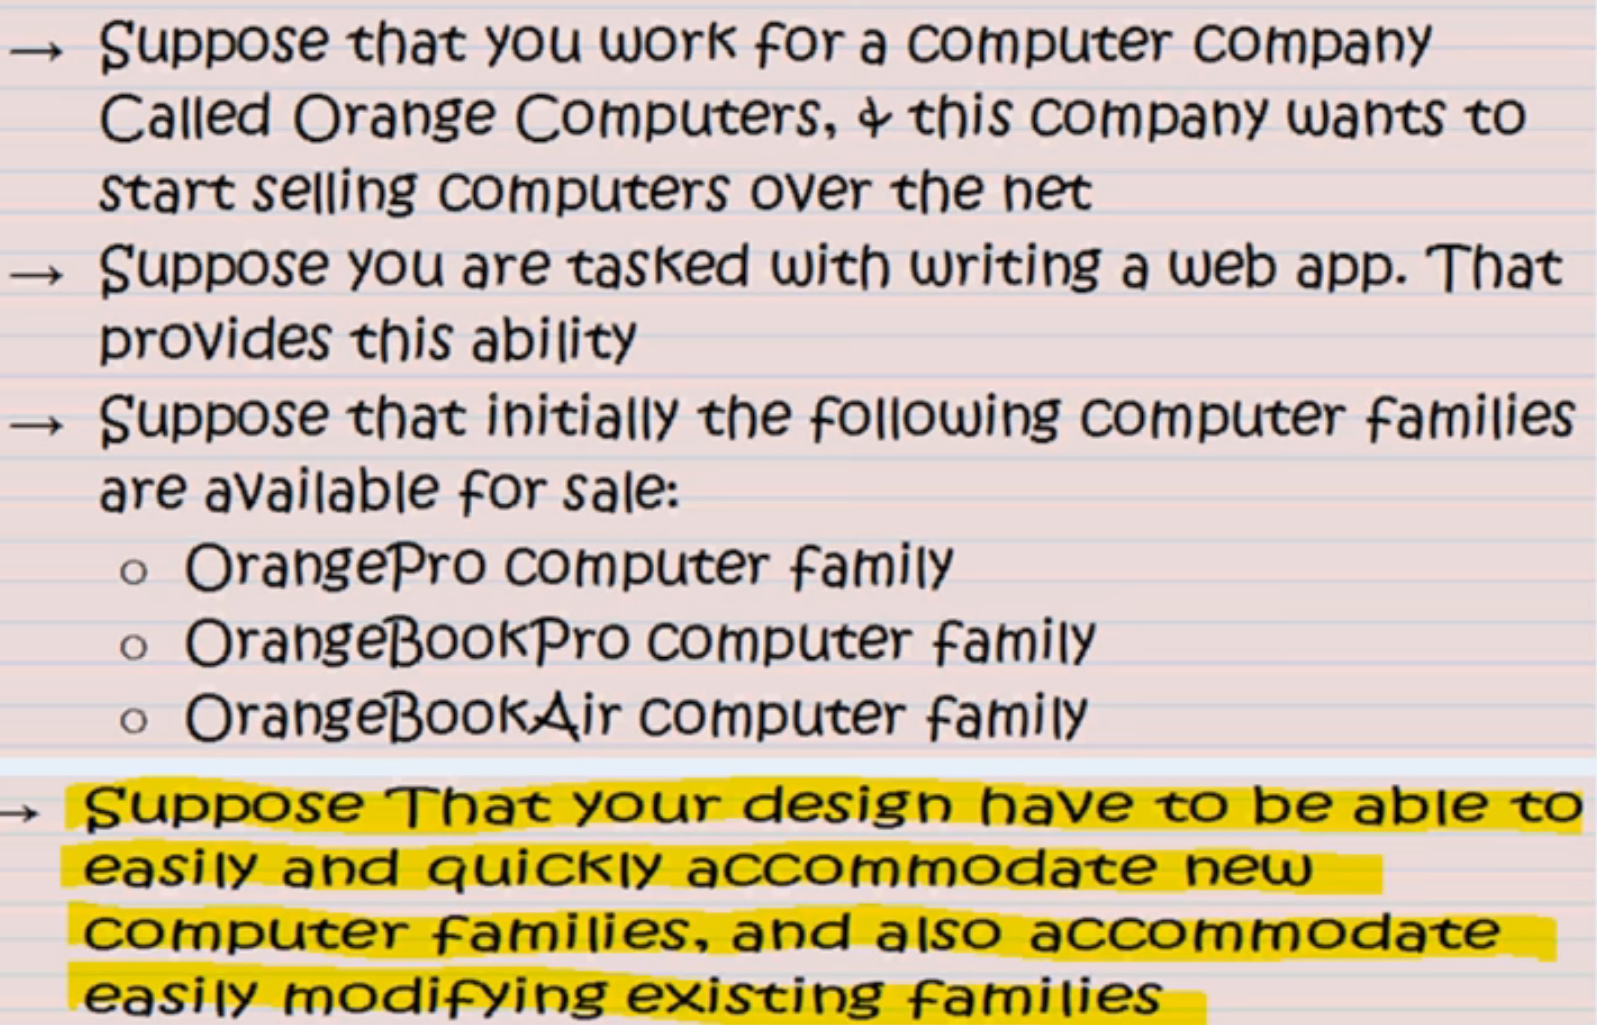 → Suppose that you work for a computer company
Called Orange Computers, & this company wants to
start selling computers over the net
→ Suppose you are tasked with writing a web app. That
provides this ability
→ Suppose that initially the following computer families
are available for sale:
○ OrangePro computer family
○ OrangeBookPro computer family
○ OrangeBookAir computer family
→ Suppose That your design have to be able to
easily and quickly accommodate new
computer families, and also accommodate
easily modifying existing families